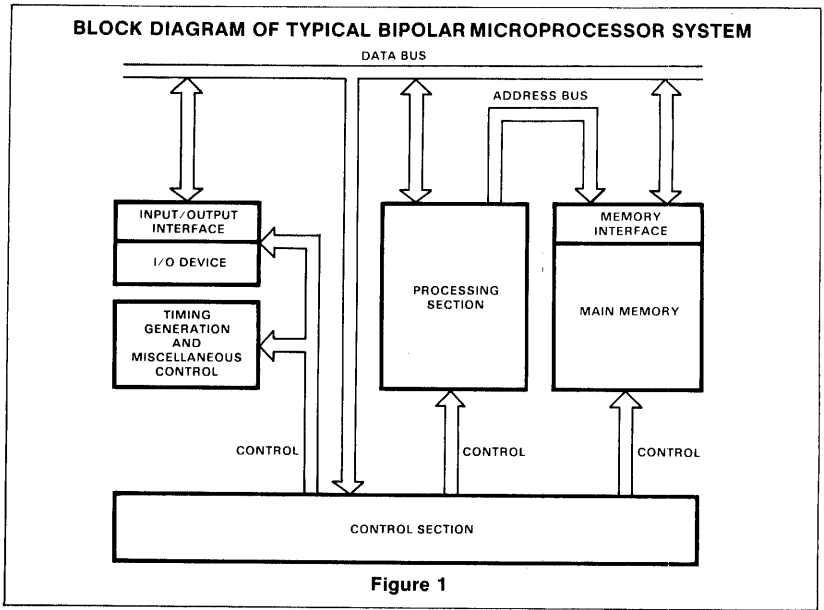 BLOCK DIAGRAM OF TYPICAL BIPOLAR MICROPROCESSOR SYSTEM
DATA BUS
ADDRESS BUS
INPUT/OUTPUT
INTERFACE
I/O DEVICE
TIMING
GENERATION
AND
MISCELLANEOUS
CONTROL
PROCESSING
SECTION
MEMORY
INTERFACE
MAIN MEMORY
CONTROL
CONTROL
CONTROL
CONTROL SECTION
Figure 1